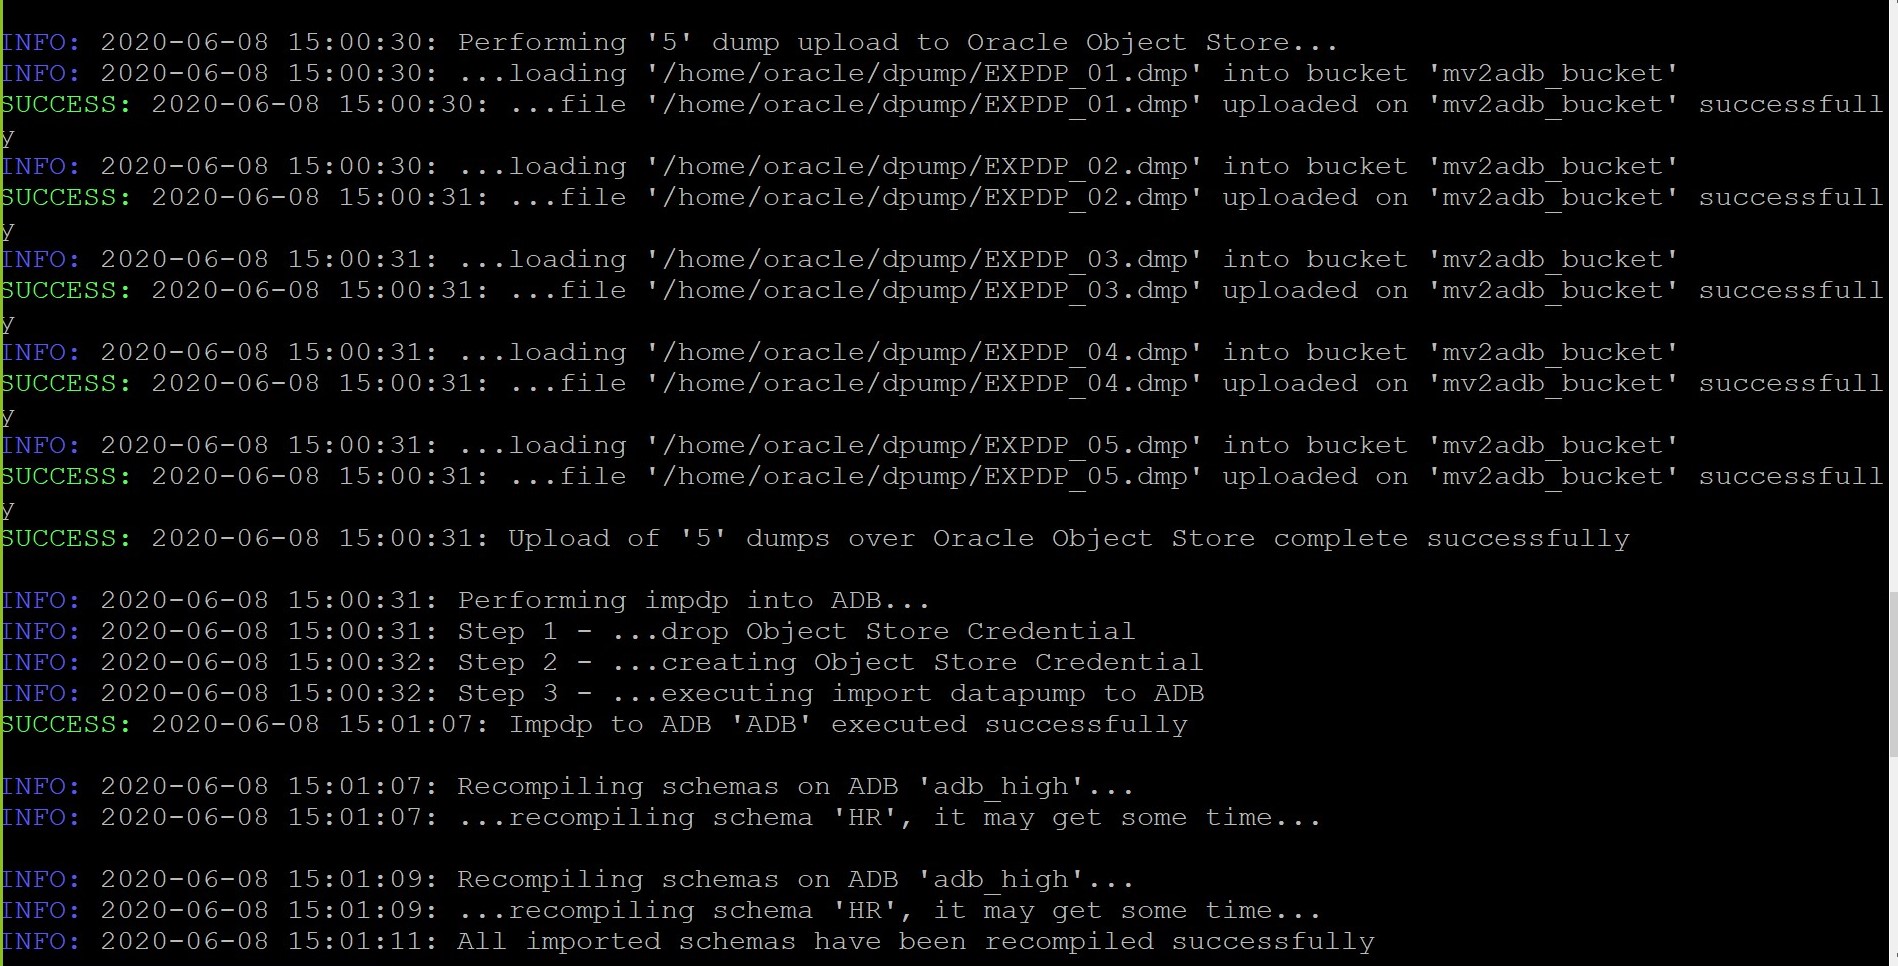 INFO: 2020-06-08 15:00:30: Performing '5' dump upload to Oracle Object Store...
INFO: 2020-06-08 15:00:30: ...loading '/home/oracle/dpump/EXPDP_01.dmp' into bucket 'mv2adb_bucket'
SUCCESS: 2020-06-08 15:00:30: ...file '/home/oracle/dpump/EXPDP_01.dmp' uploaded on 'mv2adb_bucket' successfull
y
INFO: 2020-06-08 15:00:30: ...loading '/home/oracle/dpump/EXPDP_02.dmp' into bucket 'mv2adb_bucket'
SUCCESS: 2020-06-08 15:00:31: ...file '/home/oracle/dpump/EXPDP_02.dmp' uploaded on 'mv2adb_bucket' successfull
y
INFO: 2020-06-08 15:00:31: ...loading '/home/oracle/dpump/EXPDP_03.dmp' into bucket 'mv2adb_bucket'
SUCCESS: 2020-06-08 15:00:31: ...file '/home/oracle/dpump/EXPDP_03.dmp' uploaded on 'mv2adb_bucket' successfull
y
INFO: 2020-06-08 15:00:31: ...loading '/home/oracle/dpump/EXPDP_04.dmp' into bucket 'mv2adb_bucket'
SUCCESS: 2020-06-08 15:00:31: ...file '/home/oracle/dpump/EXPDP_04.dmp' uploaded on 'mv2adb_bucket' successfull
y
INFO: 2020-06-08 15:00:31: ...loading '/home/oracle/dpump/EXPDP_05.dmp' into bucket 'mv2adb_bucket'
SUCCESS: 2020-06-08 15:00:31: ...file '/home/oracle/dpump/EXPDP_05.dmp' uploaded on 'mv2adb_bucket' successfull
y
SUCCESS: 2020-06-08 15:00:31: Upload of '5' dumps over Oracle Object Store complete successfully
INFO: 2020-06-08 15:00:31: Performing impdp into ADB...
INFO: 2020-06-08 15:00:31: Step 1 - ...drop Object Store Credential
INFO: 2020-06-08 15:00:32: Step 2 - ...creating Object Store Credential
INFO: 2020-06-08 15:00:32: Step 3 - ...executing import datapump to ADB
SUCCESS: 2020-06-08 15:01:07: Impdp to ADB 'ADB' executed successfully
INFO: 2020-06-08 15:01:07: Recompiling schemas on ADB 'adb_high'...
INFO: 2020-06-08 15:01:07: ...recompiling schema 'HR', it may get some time...
INFO: 2020-06-08 15:01:09: Recompiling schemas on ADB 'adb_high'...
INFO: 2020-06-08 15:01:09: ...recompiling schema 'HR', it may get some time...
INFO: 2020-06-08 15:01:11: All imported schemas have been recompiled successfully